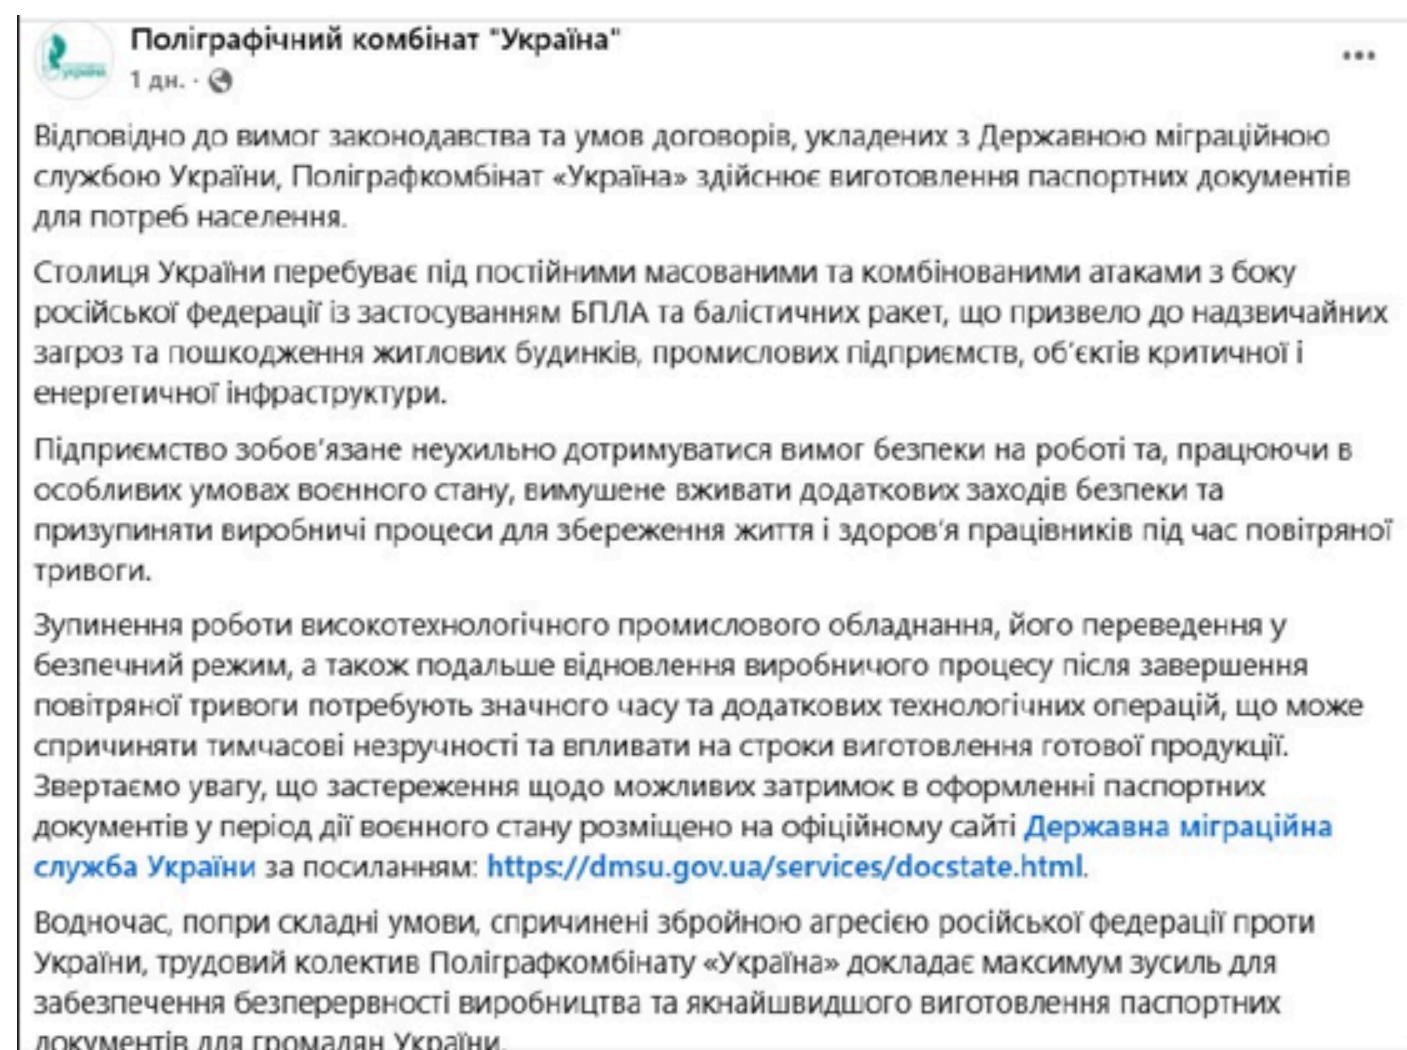 Поліграфічний комбінат "Україна"
1 дн. ·
Відповідно до вимог законодавства та умов договорів, укладених з Державною міграційною
службою України, Поліграфкомбінат «Україна» здійснює виготовлення паспортних документів
для потреб населення.
Столиця України перебуває під постійними масованими та комбінованими атаками з боку
російської федерації із застосуванням БПЛА та балістичних ракет, що призвело до надзвичайних
загроз та пошкодження житлових будинків, промислових підприємств, об’єктів критичної і
енергетичної інфраструктури.
Підприємство зобов’язане неухильно дотримуватися вимог безпеки на роботі та, працюючи в
особливих умовах воєнного стану, вимушене вживати додаткових заходів безпеки та
призупиняти виробничі процеси для збереження життя і здоров’я працівників під час повітряної
тривоги.
Зупинення роботи високотехнологічного промислового обладнання, його переведення у
безпечний режим, а також подальше відновлення виробничого процесу після завершення
повітряної тривоги потребують значного часу та додаткових технологічних операцій, що може
спричиняти тимчасові незручності та впливати на строки виготовлення готової продукції.
Звертаємо увагу, що застереження щодо можливих затримок в оформленні паспортних
документів у період дії воєнного стану розміщено на офіційному сайті Державна міграційна
служба України за посиланням: https://dmsu.gov.ua/services/docstate.html.
Водночас, попри складні умови, спричинені збройною агресією російської федерації проти
України, трудовий колектив Поліграфкомбінату «Україна» докладає максимум зусиль для
забезпечення безперервності виробництва та якнайшвидшого виготовлення паспортних
документів для громадян України.